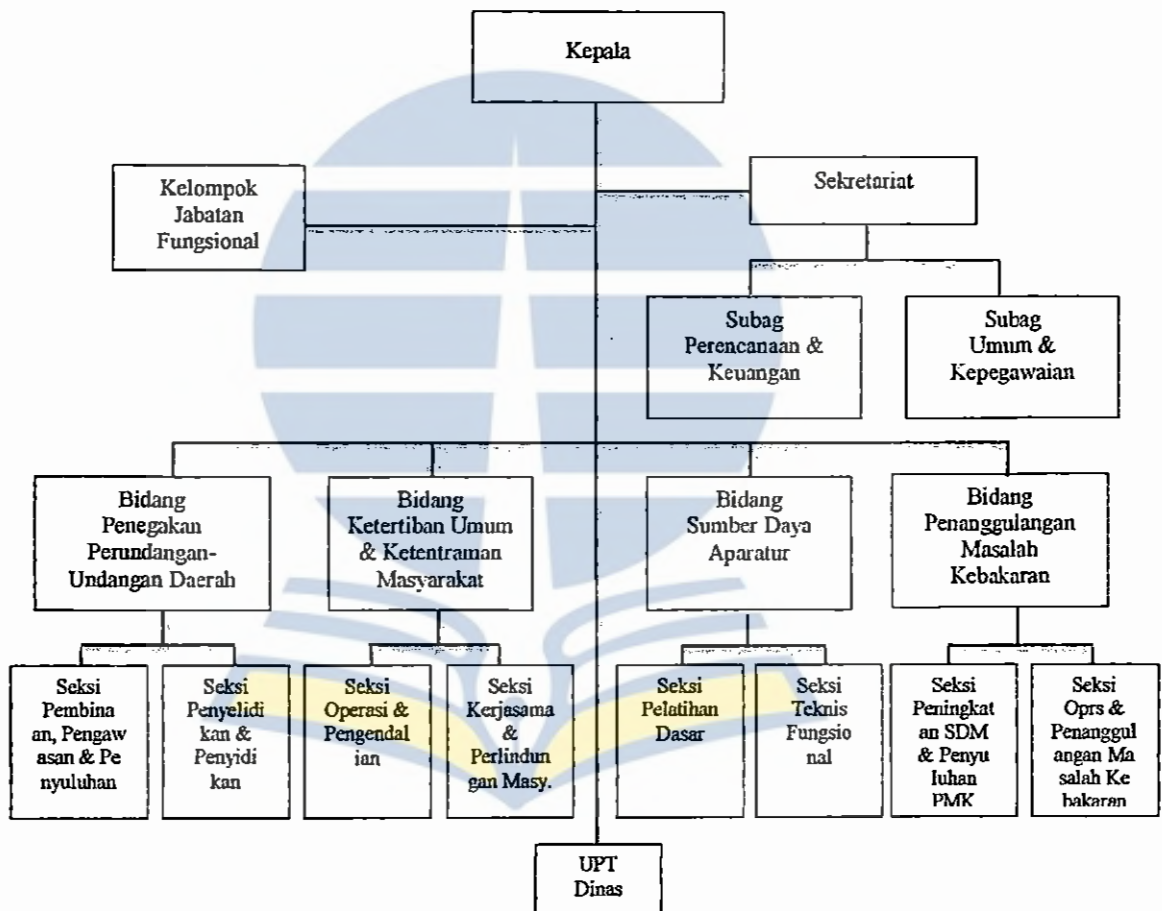 Kepala
Kelompok
Jabatan
Fungsional
Sekretariat
Subag
Perencanaan &
Keuangan
Subag
Umum &
Kepegawaian
Bidang
Penegakan
Perundangan-
Undangan Daerah
Bidang
Ketertiban Umum
& Ketentraman
Masyarakat
Bidang
Sumber Daya
Aparatur
Bidang
Penanggulangan
Masalah
Kebakaran
Seksi
Pembina
an, Pengaw
asan & Pe
nyuluhan
Seksi
Penyelidi
kan &
Penyidi
kan
Seksi
Operasi &
Pengendal
ian
Seksi
Kerjasama
&
Perlindun
gan Masy.
Seksi
Pelatihan
Dasar
Seksi
Teknis
Fungsio
nal
Seksi
Peningkat
an SDM
& Penyu
luhan
PMK
Seksi
Oprs &
Penanggul
angan Ma
salah Ke
bakaran
UPT
Dinas